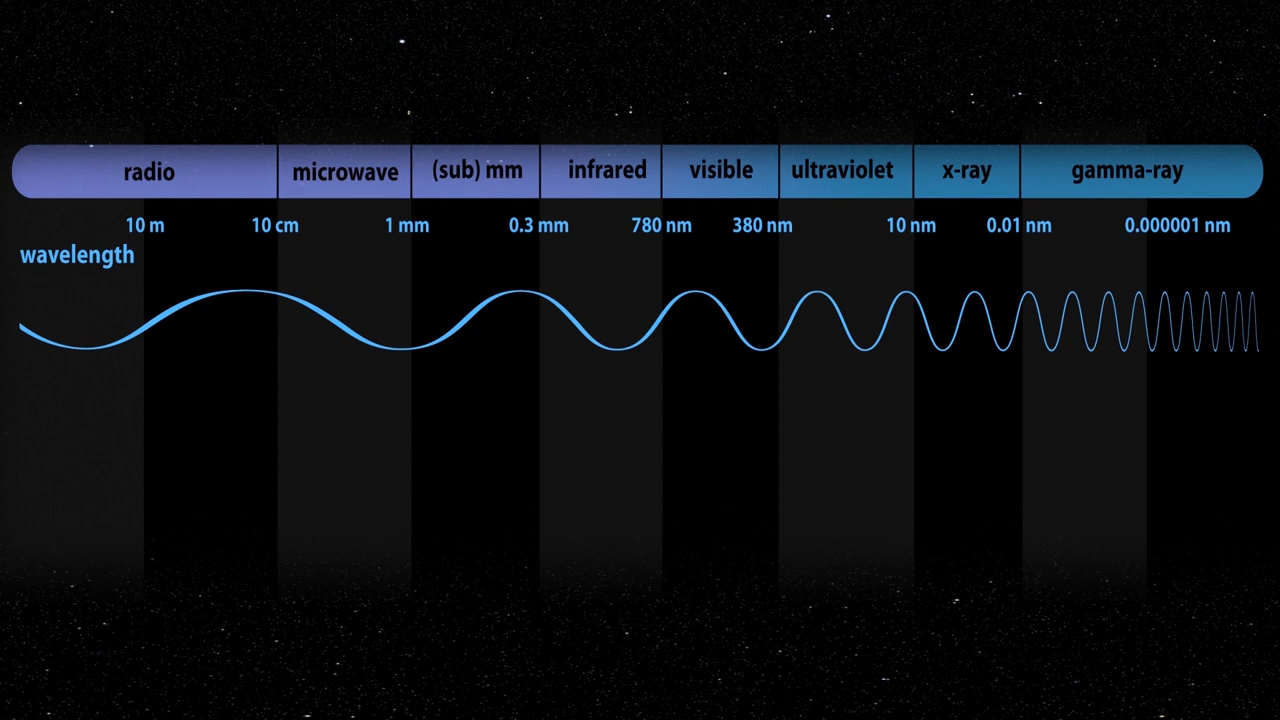 radio microwave (sub) mm infrared visible ultraviolet x-ray gamma-ray
10 m 10 cm 1 mm 0.3 mm 780 nm 380 nm 10 nm 0.01 nm 0.000001 nm
wavelength